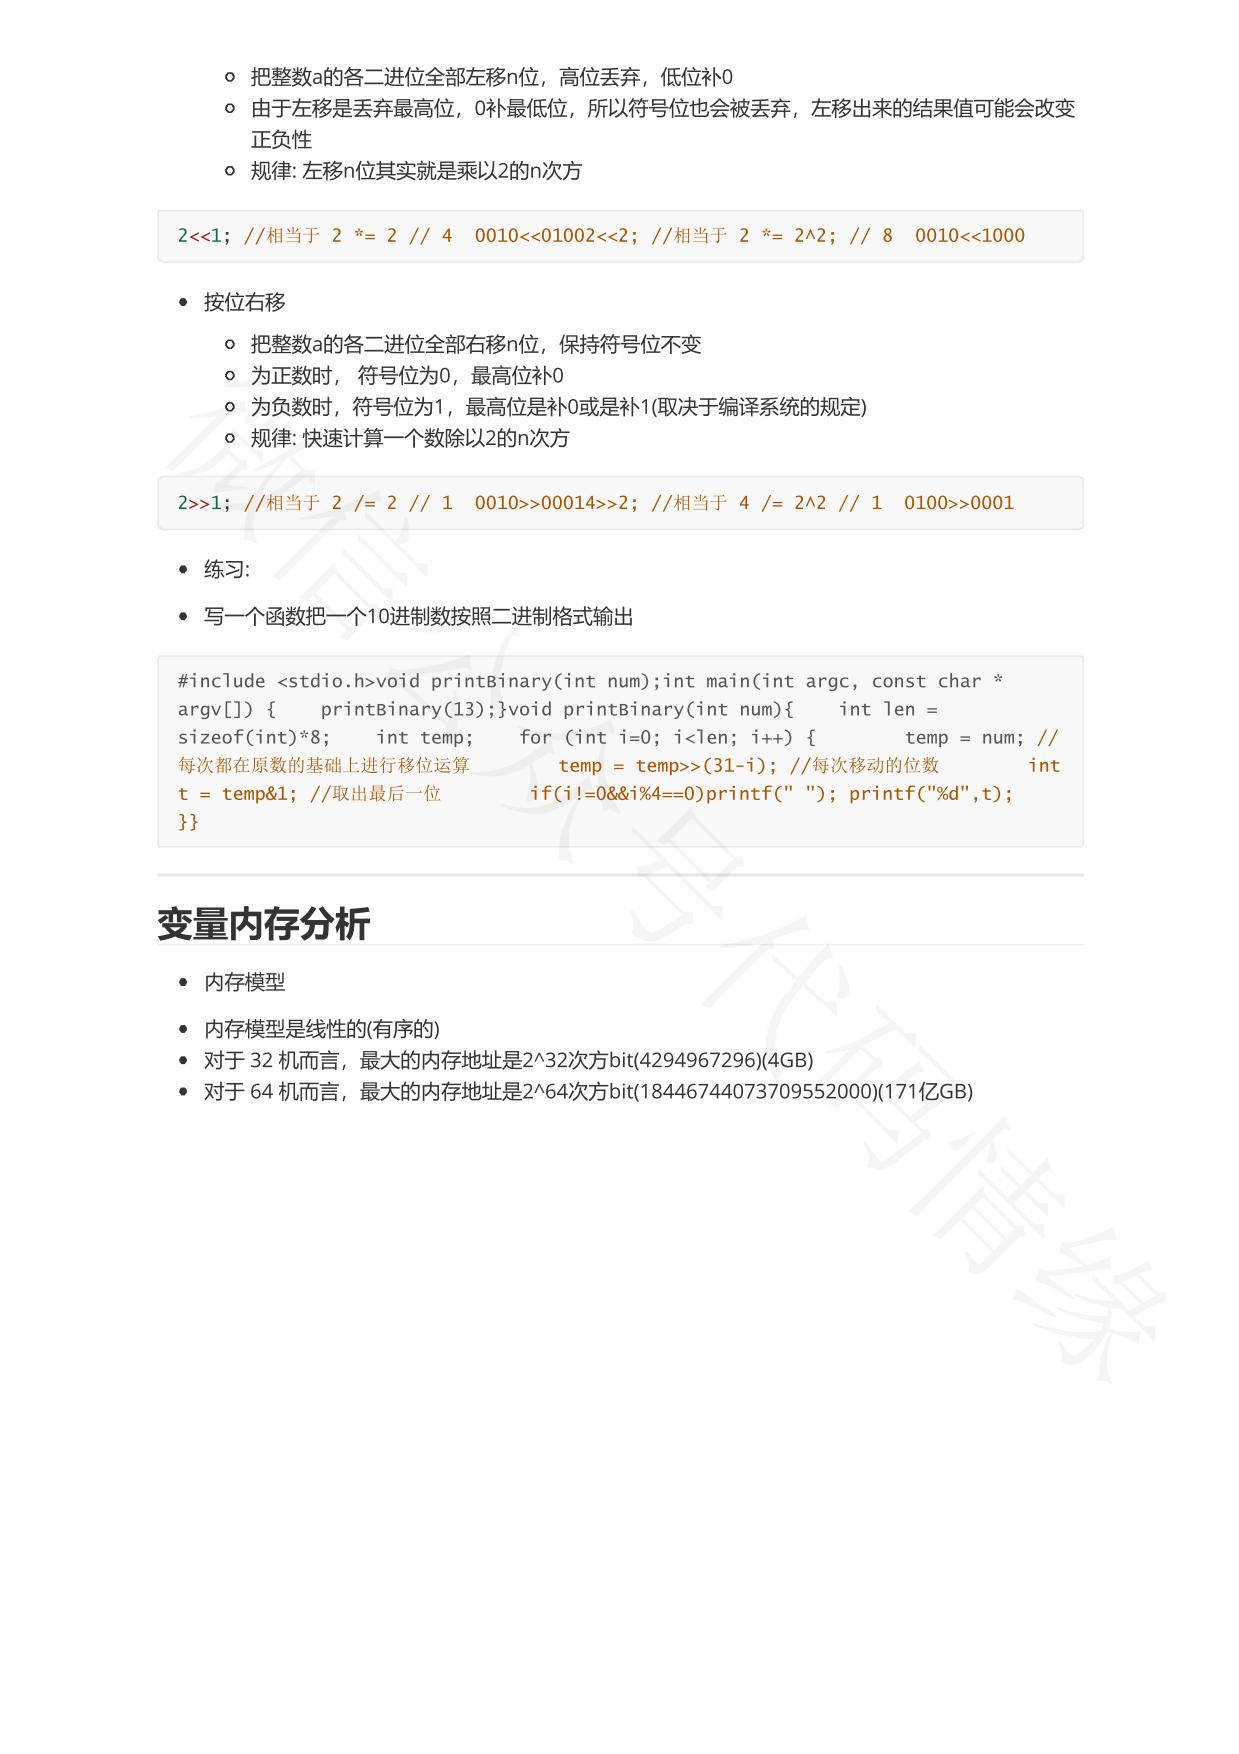 把整数a的各二进位全部左移n位，高位丢弃，低位补0
由于左移是丢弃最高位，0补最低位，所以符号位也会被丢弃，左移出来的结果值可能会改变
正负性
规律: 左移n位其实就是乘以2的n次方
2<<1; //相当于 2 *= 2 // 4  0010<<01002<<2; //相当于 2 *= 2^2; // 8  0010<<1000
按位右移
把整数a的各二进位全部右移n位，保持符号位不变
为正数时， 符号位为0，最高位补0
为负数时，符号位为1，最高位是补0或是补1(取决于编译系统的规定)
规律: 快速计算一个数除以2的n次方
2>>1; //相当于 2 /= 2 // 1  0010>>00014>>2; //相当于 4 /= 2^2 // 1  0100>>0001
练习:
写一个函数把一个10进制数按照二进制格式输出
#include <stdio.h>void printBinary(int num);int main(int argc, const char *
argv[]) {    printBinary(13);}void printBinary(int num){    int len =
sizeof(int)*8;    int temp;    for (int i=0; i<len; i++) {        temp = num; //
每次都在原数的基础上进行移位运算        temp = temp>>(31-i); //每次移动的位数        int
t = temp&1; //取出最后一位        if(i!=0&&i%4==0)printf(" "); printf("%d",t);
}}
变量内存分析
内存模型
内存模型是线性的(有序的)
对于 32 机而言，最大的内存地址是2^32次方bit(4294967296)(4GB)
对于 64 机而言，最大的内存地址是2^64次方bit(18446744073709552000)(171亿GB)
微信公众号代码情缘